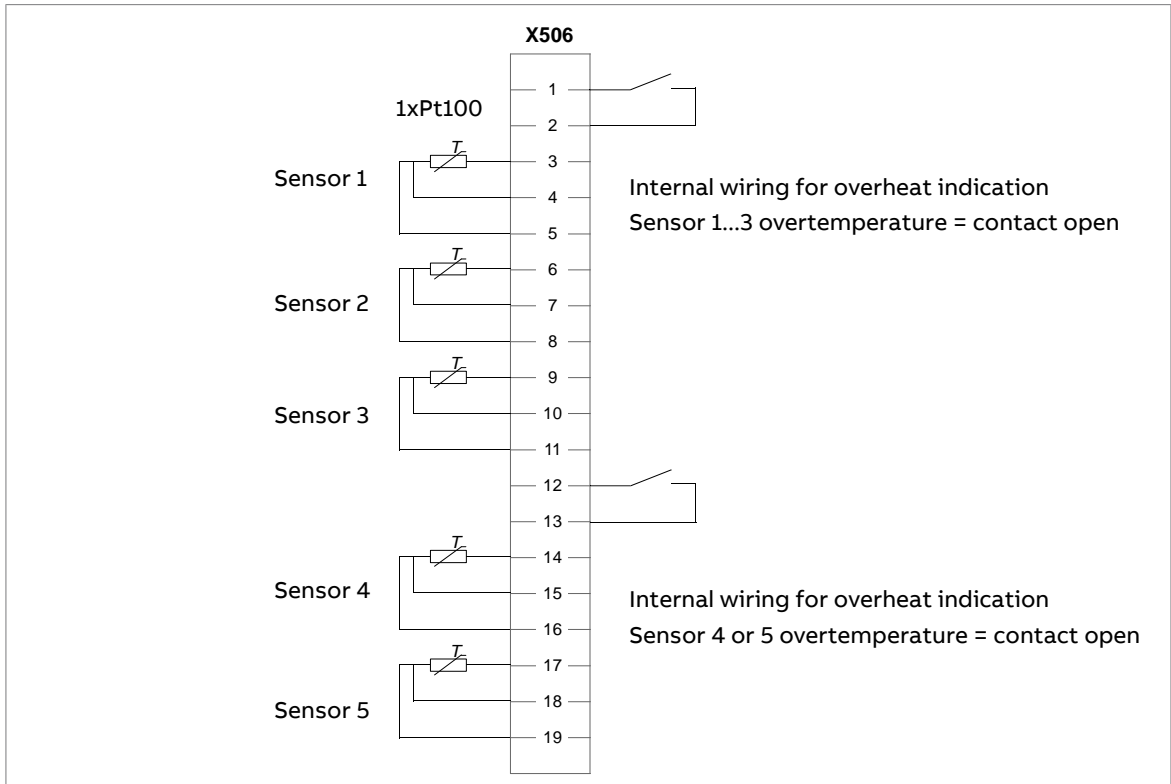 X506
1
1xPt100
2
T
3
Sensor 1
4
Internal wiring for overheat indication
Sensor 1...3 overtemperature = contact open
5
T
6
Sensor 2
7
8
T
9
Sensor 3
10
11
12
13
T
14
Sensor 4
15
Internal wiring for overheat indication
16
Sensor 4 or 5 overtemperature = contact open
T
17
18
Sensor 5
19